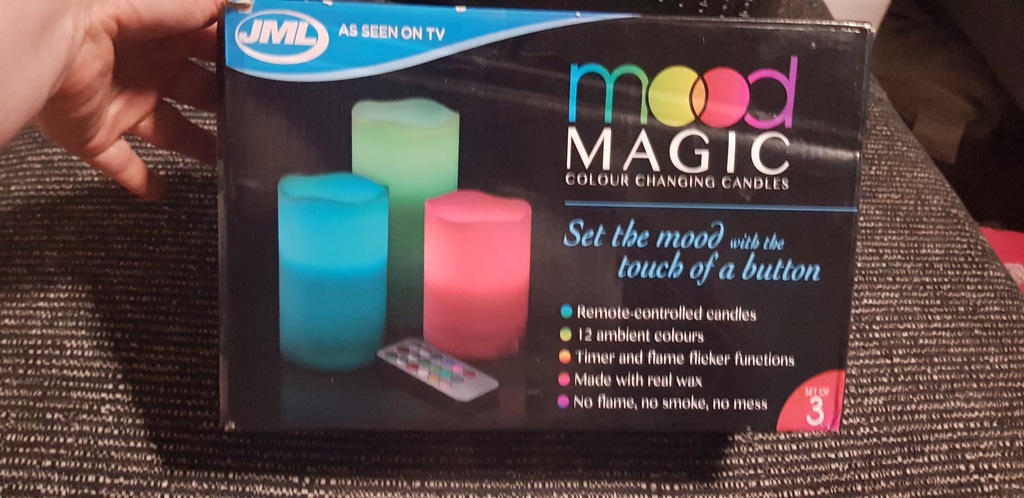 JML
AS SEEN ON TV
mood
MAGIC
COLOUR CHANGING CANDLES
Set the mood with the
touch of a button
Remote-controlled candles
12 ambient colours
Timer and flame flicker functions
Made with real wax
No flame, no smoke, no mess
SET OF
3